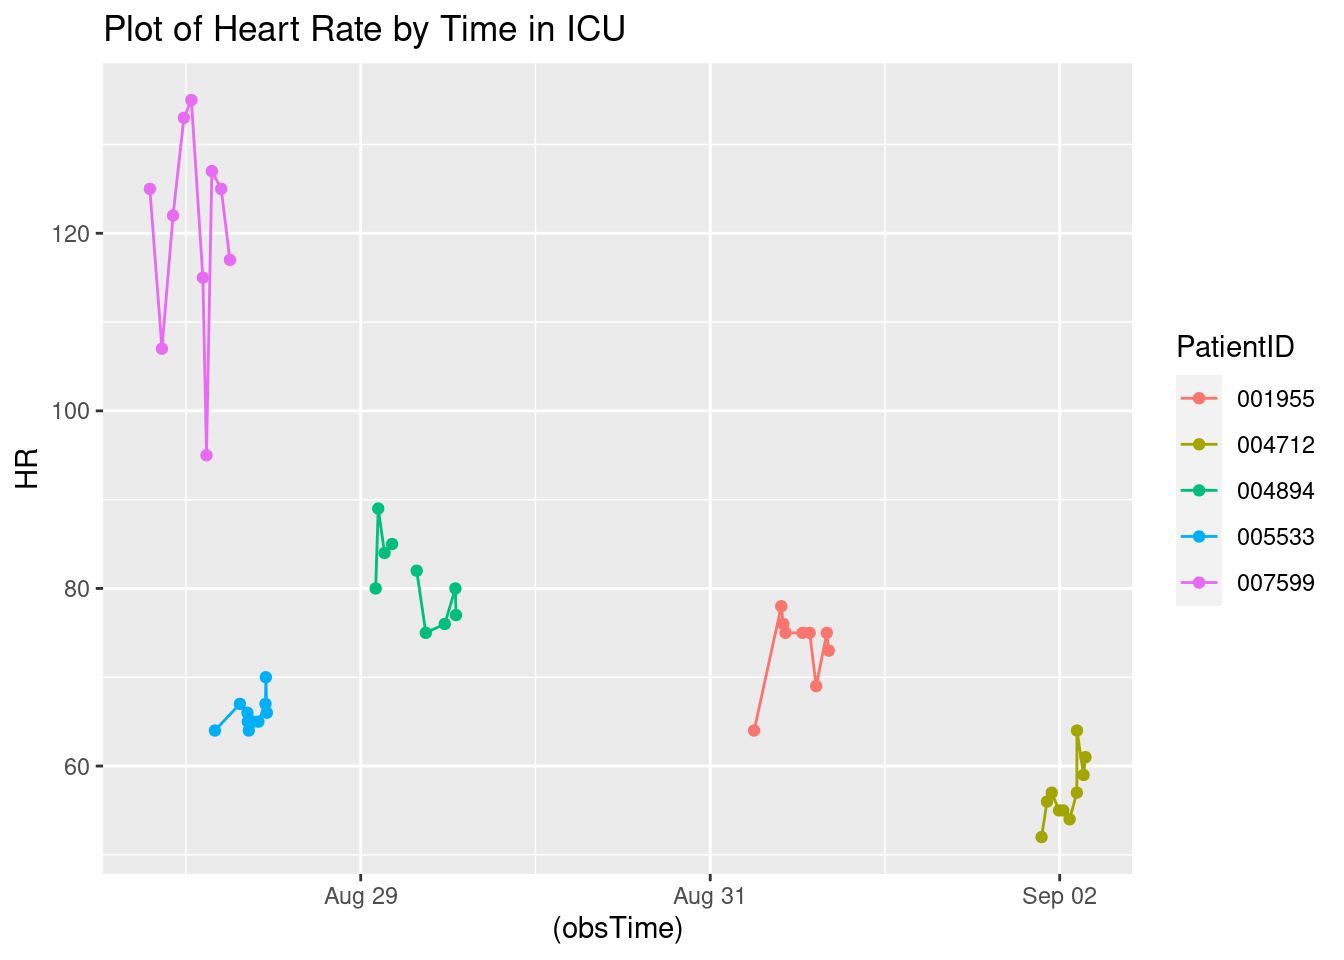 Plot of Heart Rate by Time in ICU
120
100
80
60
HR
Aug 29
Aug 31
Sep 02
(obsTime)
PatientID
001955
004712
004894
005533
007599